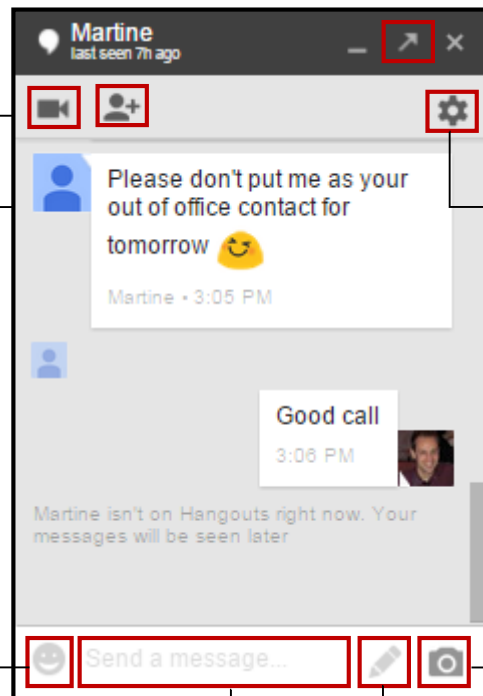 Martine
last seen 7h ago
Please don't put me as your
out of office contact for
tomorrow
Martine • 3:05 PM
Good call
3:06 PM
Martine isn't on Hangouts right now. Your
messages will be seen later
Send a message...